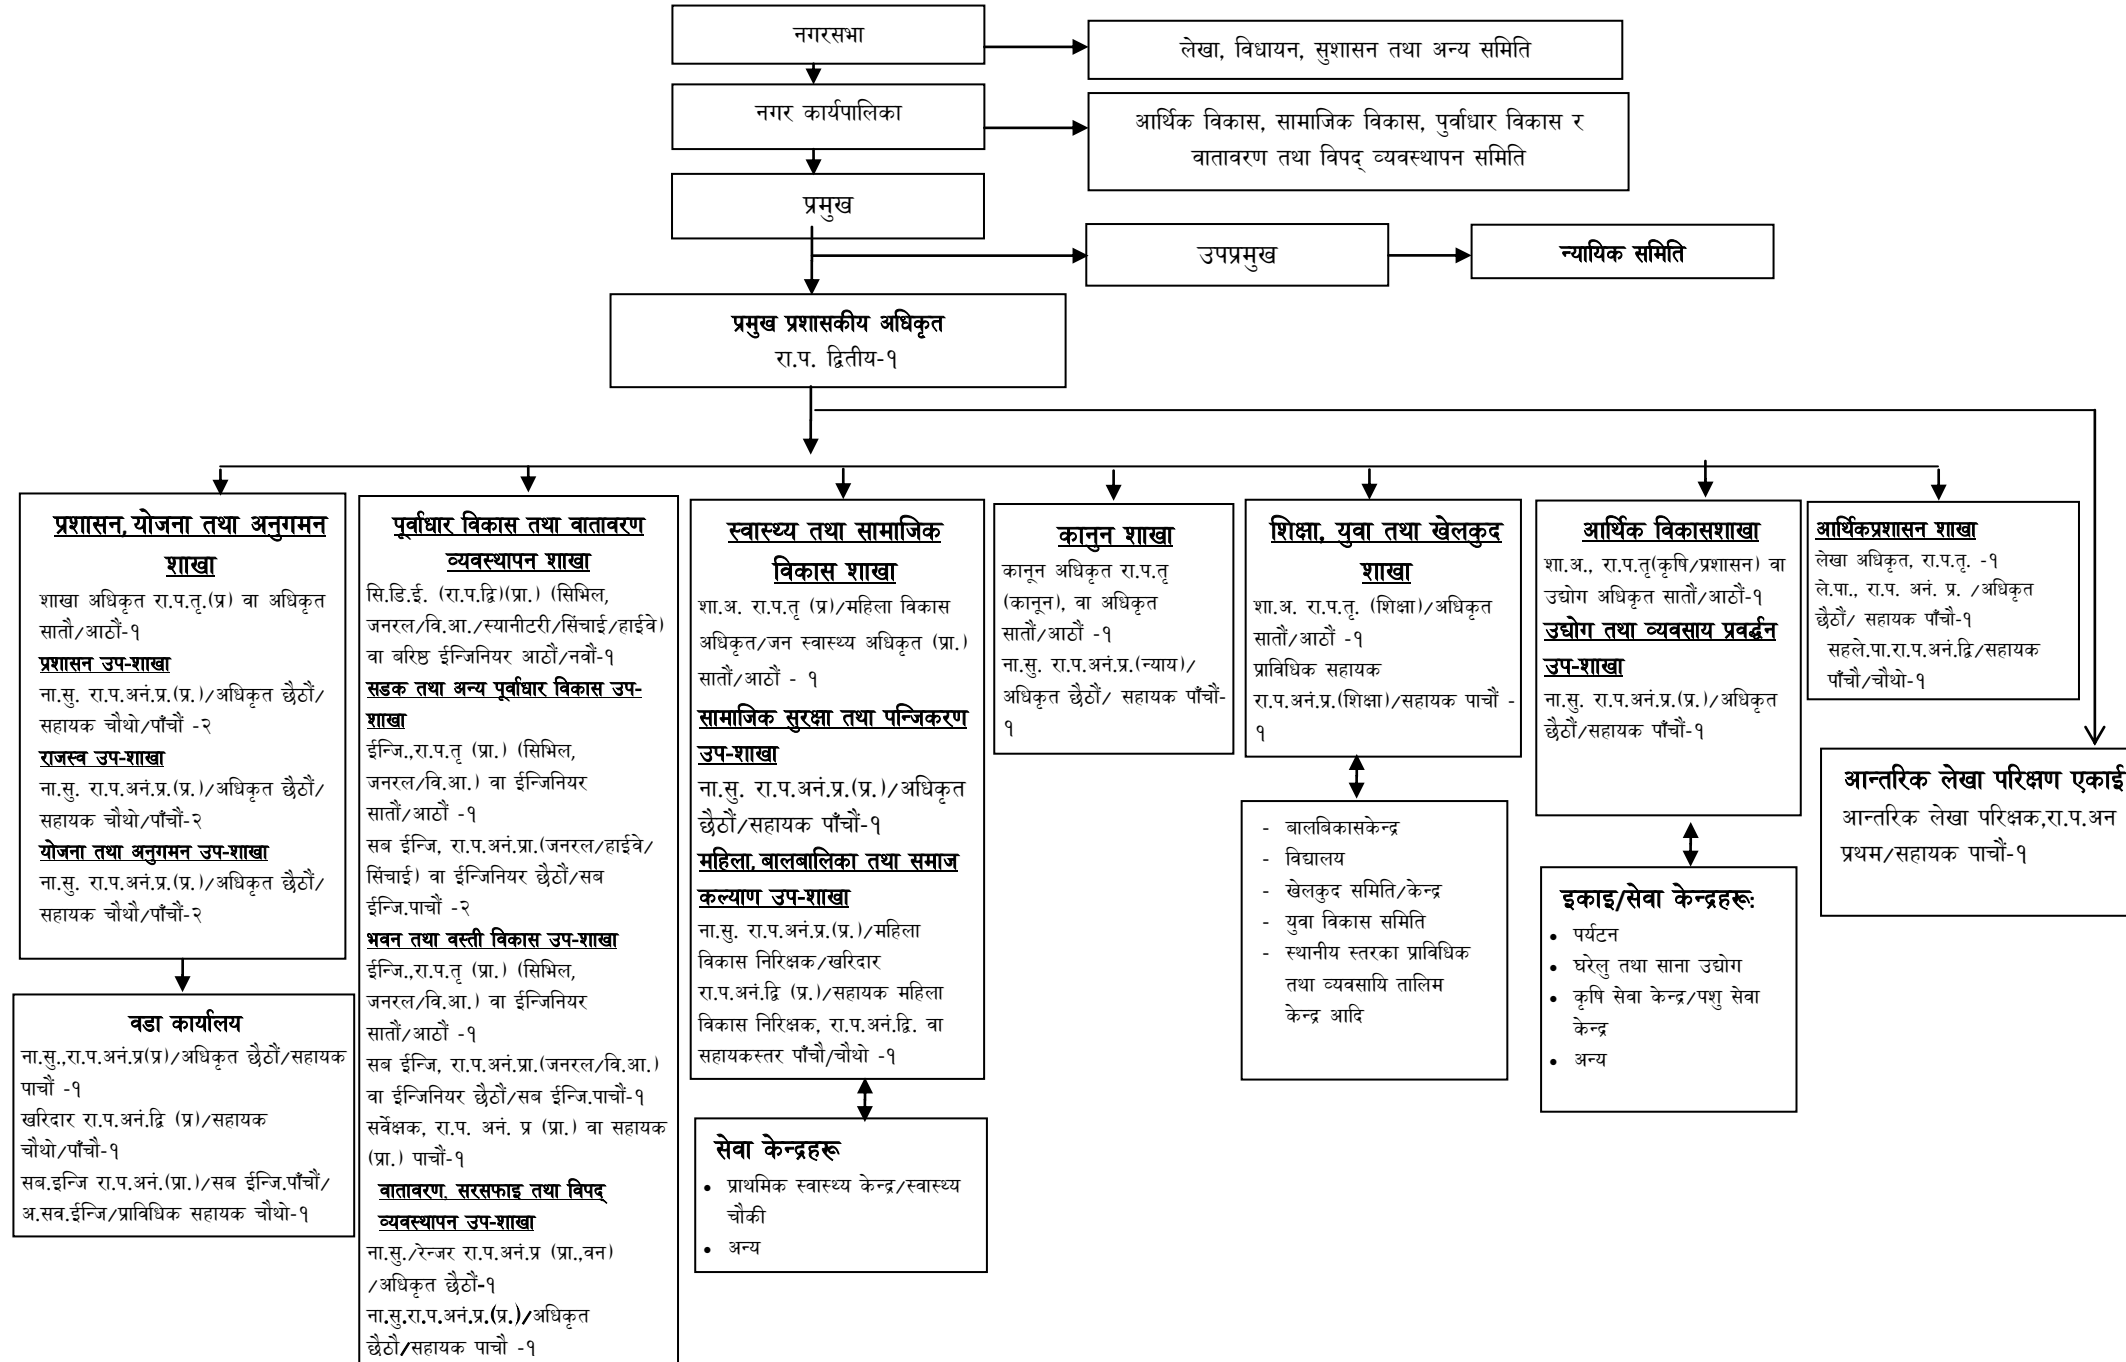 नगरसभा
लेखा, विधायन, सुशासन तथा अन्य समिति
नगर कार्यपालिका
आर्थिक विकास, सामाजिक विकास, पुर्वाधार विकास र
वातावरण तथा विपद् व्यवस्थापन समिति
प्रमुख
उपप्रमुख
न्यायिक समिति
प्रमुख प्रशासकीय अधिकृत
रा.प. द्वितीय-१
प्रशासन, योजना तथा अनुगमन
शाखा
शाखा अधिकृत रा.प.तृ.(प्र) वा अधिकृत
सातौ/आठौं-१
प्रशासन उप-शाखा
ना.सु. रा.प.अनं.प्र.(प्र.)/अधिकृत छैठौं/
सहायक चौथो/पाँचौं -२
राजस्व उप-शाखा
ना.सु. रा.प.अनं.प्र.(प्र.)/अधिकृत छैठौं/
सहायक चौथो/पाँचौं-२
योजना तथा अनुगमन उप-शाखा
ना.सु. रा.प.अनं.प्र.(प्र.)/अधिकृत छैठौं/
सहायक चौथौ/पाँचौं-२
वडा कार्यालय
ना.सु.,रा.प.अनं.प्र(प्र)/अधिकृत छैठौं/सहायक
पाचौं -१
खरिदार रा.प.अनं.द्वि (प्र)/सहायक
चौथो/पाँचौ-१
सब.इन्जि रा.प.अनं.(प्रा.)/सब ईन्जि.पाँचौं/
अ.सव.ईन्जि/प्राविधिक सहायक चौथो-१
पूर्वाधार विकास तथा वातावरण
व्यवस्थापन शाखा
सि.डि.ई. (रा.प.द्वि)(प्रा.) (सिभिल,
जनरल/वि.आ./स्यानीटरी/सिंचाई/हाईवे)
वा बरिष्ठ ईन्जिनियर आठौं/नवौं-१
सडक तथा अन्य पूर्वाधार विकास उप-
शाखा
ईन्जि.,रा.प.तृ (प्रा.) (सिभिल,
जनरल/वि.आ.) वा ईन्जिनियर
सातौं/आठौं -१
सब ईन्जि, रा.प.अनं.प्रा.(जनरल/हाईवे/
सिंचाई) वा ईन्जिनियर छैठौं/सब
ईन्जि.पाचौं -२
भवन तथा वस्ती विकास उप-शाखा
ईन्जि.,रा.प.तृ (प्रा.) (सिभिल,
जनरल/वि.आ.) वा ईन्जिनियर
सातौं/आठौं -१
सब ईन्जि, रा.प.अनं.प्रा.(जनरल/वि.आ.)
वा ईन्जिनियर छैठौं/सब ईन्जि.पाचौं-१
सर्वेक्षक, रा.प. अनं. प्र (प्रा.) वा सहायक
(प्रा.) पाचौं-१
वातावरण, सरसफाइ तथा विपद्
व्यवस्थापन उप-शाखा
ना.सु./रेन्जर रा.प.अनं.प्र (प्रा.,वन)
/अधिकृत छैठौं-१
ना.सु.रा.प.अनं.प्र.(प्र.)/अधिकृत
छैठौ/सहायक पाचौ -१
स्वास्थ्य तथा सामाजिक
विकास शाखा
शा.अ. रा.प.तृ (प्र)/महिला विकास
अधिकृत/जन स्वास्थ्य अधिकृत (प्रा.)
सातौं/आठौं - १
सामाजिक सुरक्षा तथा पन्जिकरण
उप-शाखा
ना.सु. रा.प.अनं.प्र.(प्र.)/अधिकृत
छैठौं/सहायक पाँचौं-१
महिला, बालबालिका तथा समाज
कल्याण उप-शाखा
ना.सु. रा.प.अनं.प्र.(प्र.)/महिला
विकास निरिक्षक/खरिदार
रा.प.अनं.द्वि (प्र.)/सहायक महिला
विकास निरिक्षक, रा.प.अनं.द्वि. वा
सहायकस्तर पाँचौ/चौथो -१
सेवा केन्द्रहरू
• प्राथमिक स्वास्थ्य केन्द्र/स्वास्थ्य
चौकी
• अन्य
कानुन शाखा
कानून अधिकृत रा.प.तृ
(कानून), वा अधिकृत
सातौं/आठौं -१
ना.सु. रा.प.अनं.प्र.(न्याय)/
अधिकृत छैठौं/ सहायक पाँचौं-
१
शिक्षा, युवा तथा खेलकुद
शाखा
शा.अ. रा.प.तृ. (शिक्षा)/अधिकृत
सातौं/आठौं -१
प्राविधिक सहायक
रा.प.अनं.प्र.(शिक्षा)/सहायक पाचौं -
१
- बालबिकासकेन्द्र
- विद्यालय
- खेलकुद समिति/केन्द्र
- युवा विकास समिति
- स्थानीय स्तरका प्राविधिक
तथा व्यवसायि तालिम
केन्द्र आदि
आर्थिक विकासशाखा
शा.अ., रा.प.तृ(कृषि/प्रशासन) वा
उद्योग अधिकृत सातौं/आठौं-१
उद्योग तथा व्यवसाय प्रवर्द्धन
उप-शाखा
ना.सु. रा.प.अनं.प्र.(प्र.)/अधिकृत
छैठौं/सहायक पाँचौं-१
इकाइ/सेवा केन्द्रहरू:
• पर्यटन
• घरेलु तथा साना उद्योग
• कृषि सेवा केन्द्र/पशु सेवा
केन्द्र
• अन्य
आर्थिकप्रशासन शाखा
लेखा अधिकृत, रा.प.तृ. -१
ले.पा., रा.प. अनं. प्र. /अधिकृत
छैठौं/ सहायक पाँचौ-१
सहले.पा.रा.प.अनं.द्वि/सहायक
पाँचौ/चौथो-१
आन्तरिक लेखा परिक्षण एकाई
आन्तरिक लेखा परिक्षक,रा.प.अन
प्रथम/सहायक पाचौं-१